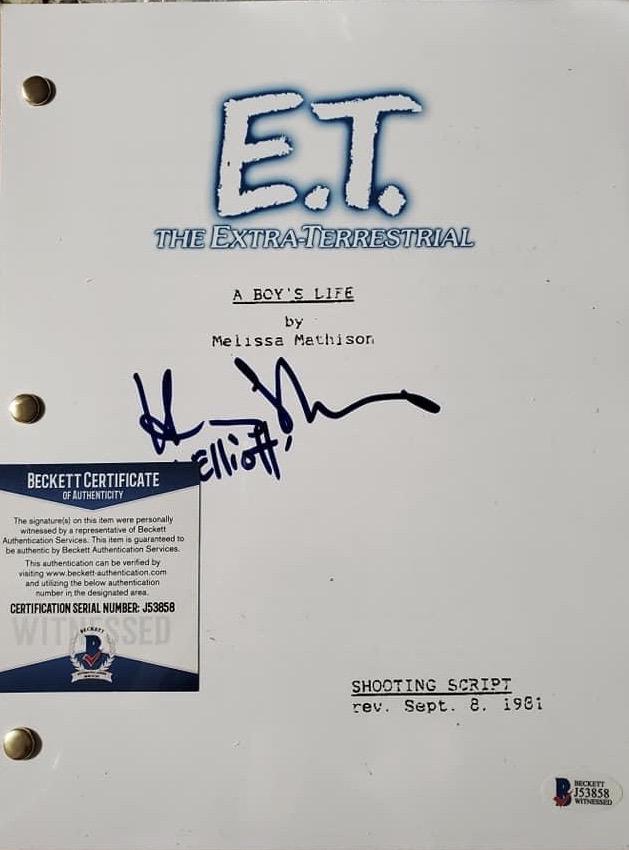 E.T.
THE EXTRA-TERRESTRIAL
A BOY'S LIFE
by
Melissa Mathison
"Elliott"
BECKETT CERTIFICATE
OF AUTHENTICITY
The signature(s) on this item were personally
witnessed by a representative of Beckett
Authentication Services. This item is guaranteed to
be authentic by Beckett Authentication Services.
This authentication can be verified by
visiting www.beckett-authentication.com
and utilizing the below authentication
number in the designated area.
CERTIFICATION SERIAL NUMBER: J53858
WITNESSED
BECKETT
B
SHOOTING SCRIPT
rev. Sept. 8. 1981
B
BECKETT
J53858
WITNESSED